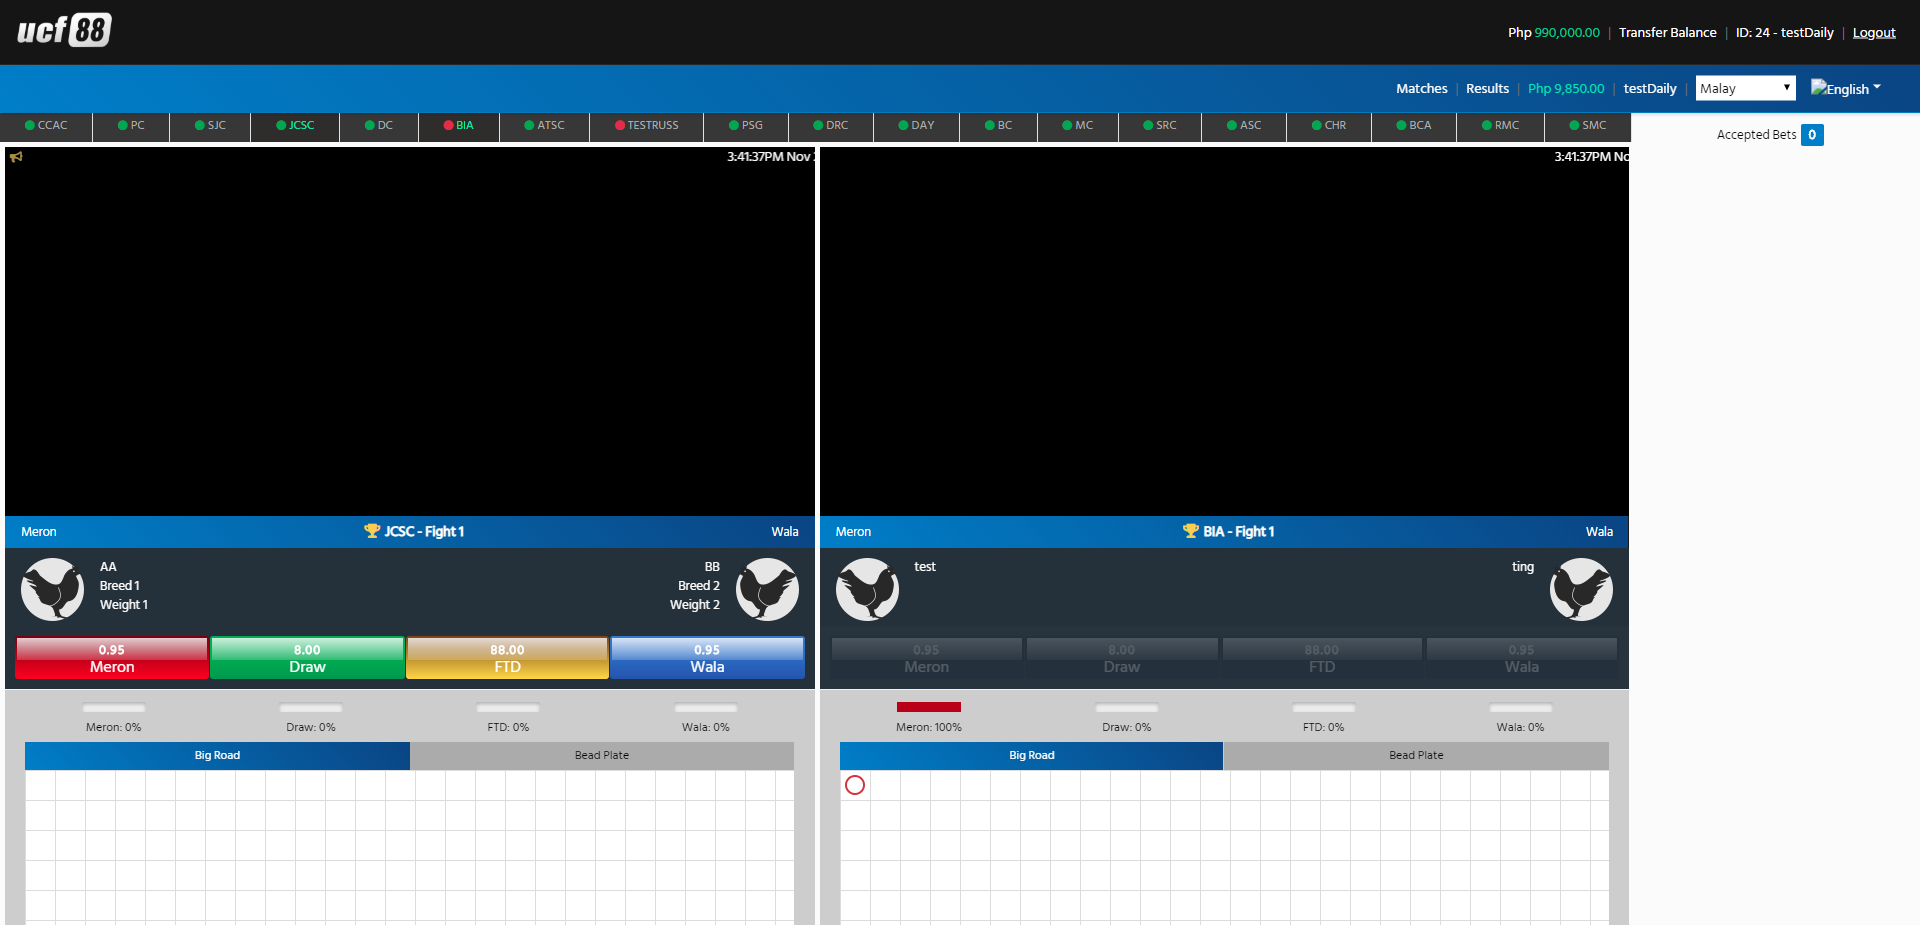 ucf 88
Php 990,000.00 | Transfer Balance | ID: 24 - testDaily | Logout
Matches | Results | Php 9,850.00 | testDaily | Malay English
CCAC PC SJC JCSC DC BIA ATSC TESTRUSS PSG DRC DAY BC MC SRC ASC CHR BCA RMC SMC
Accepted Bets 0
3:41:37PM Nov
3:41:37PM No
Meron JCSC - Fight 1 Wala
AA BB
Breed 1 Breed 2
Weight 1 Weight 2
0.95 8.00 88.00 0.95
Meron Draw FTD Wala
Meron: 0% Draw: 0% FTD: 0% Wala: 0%
Big Road Bead Plate
Meron BIA - Fight 1 Wala
test ting
0.95 8.00 88.00 0.95
Meron Draw FTD Wala
Meron: 100% Draw: 0% FTD: 0% Wala: 0%
Big Road Bead Plate